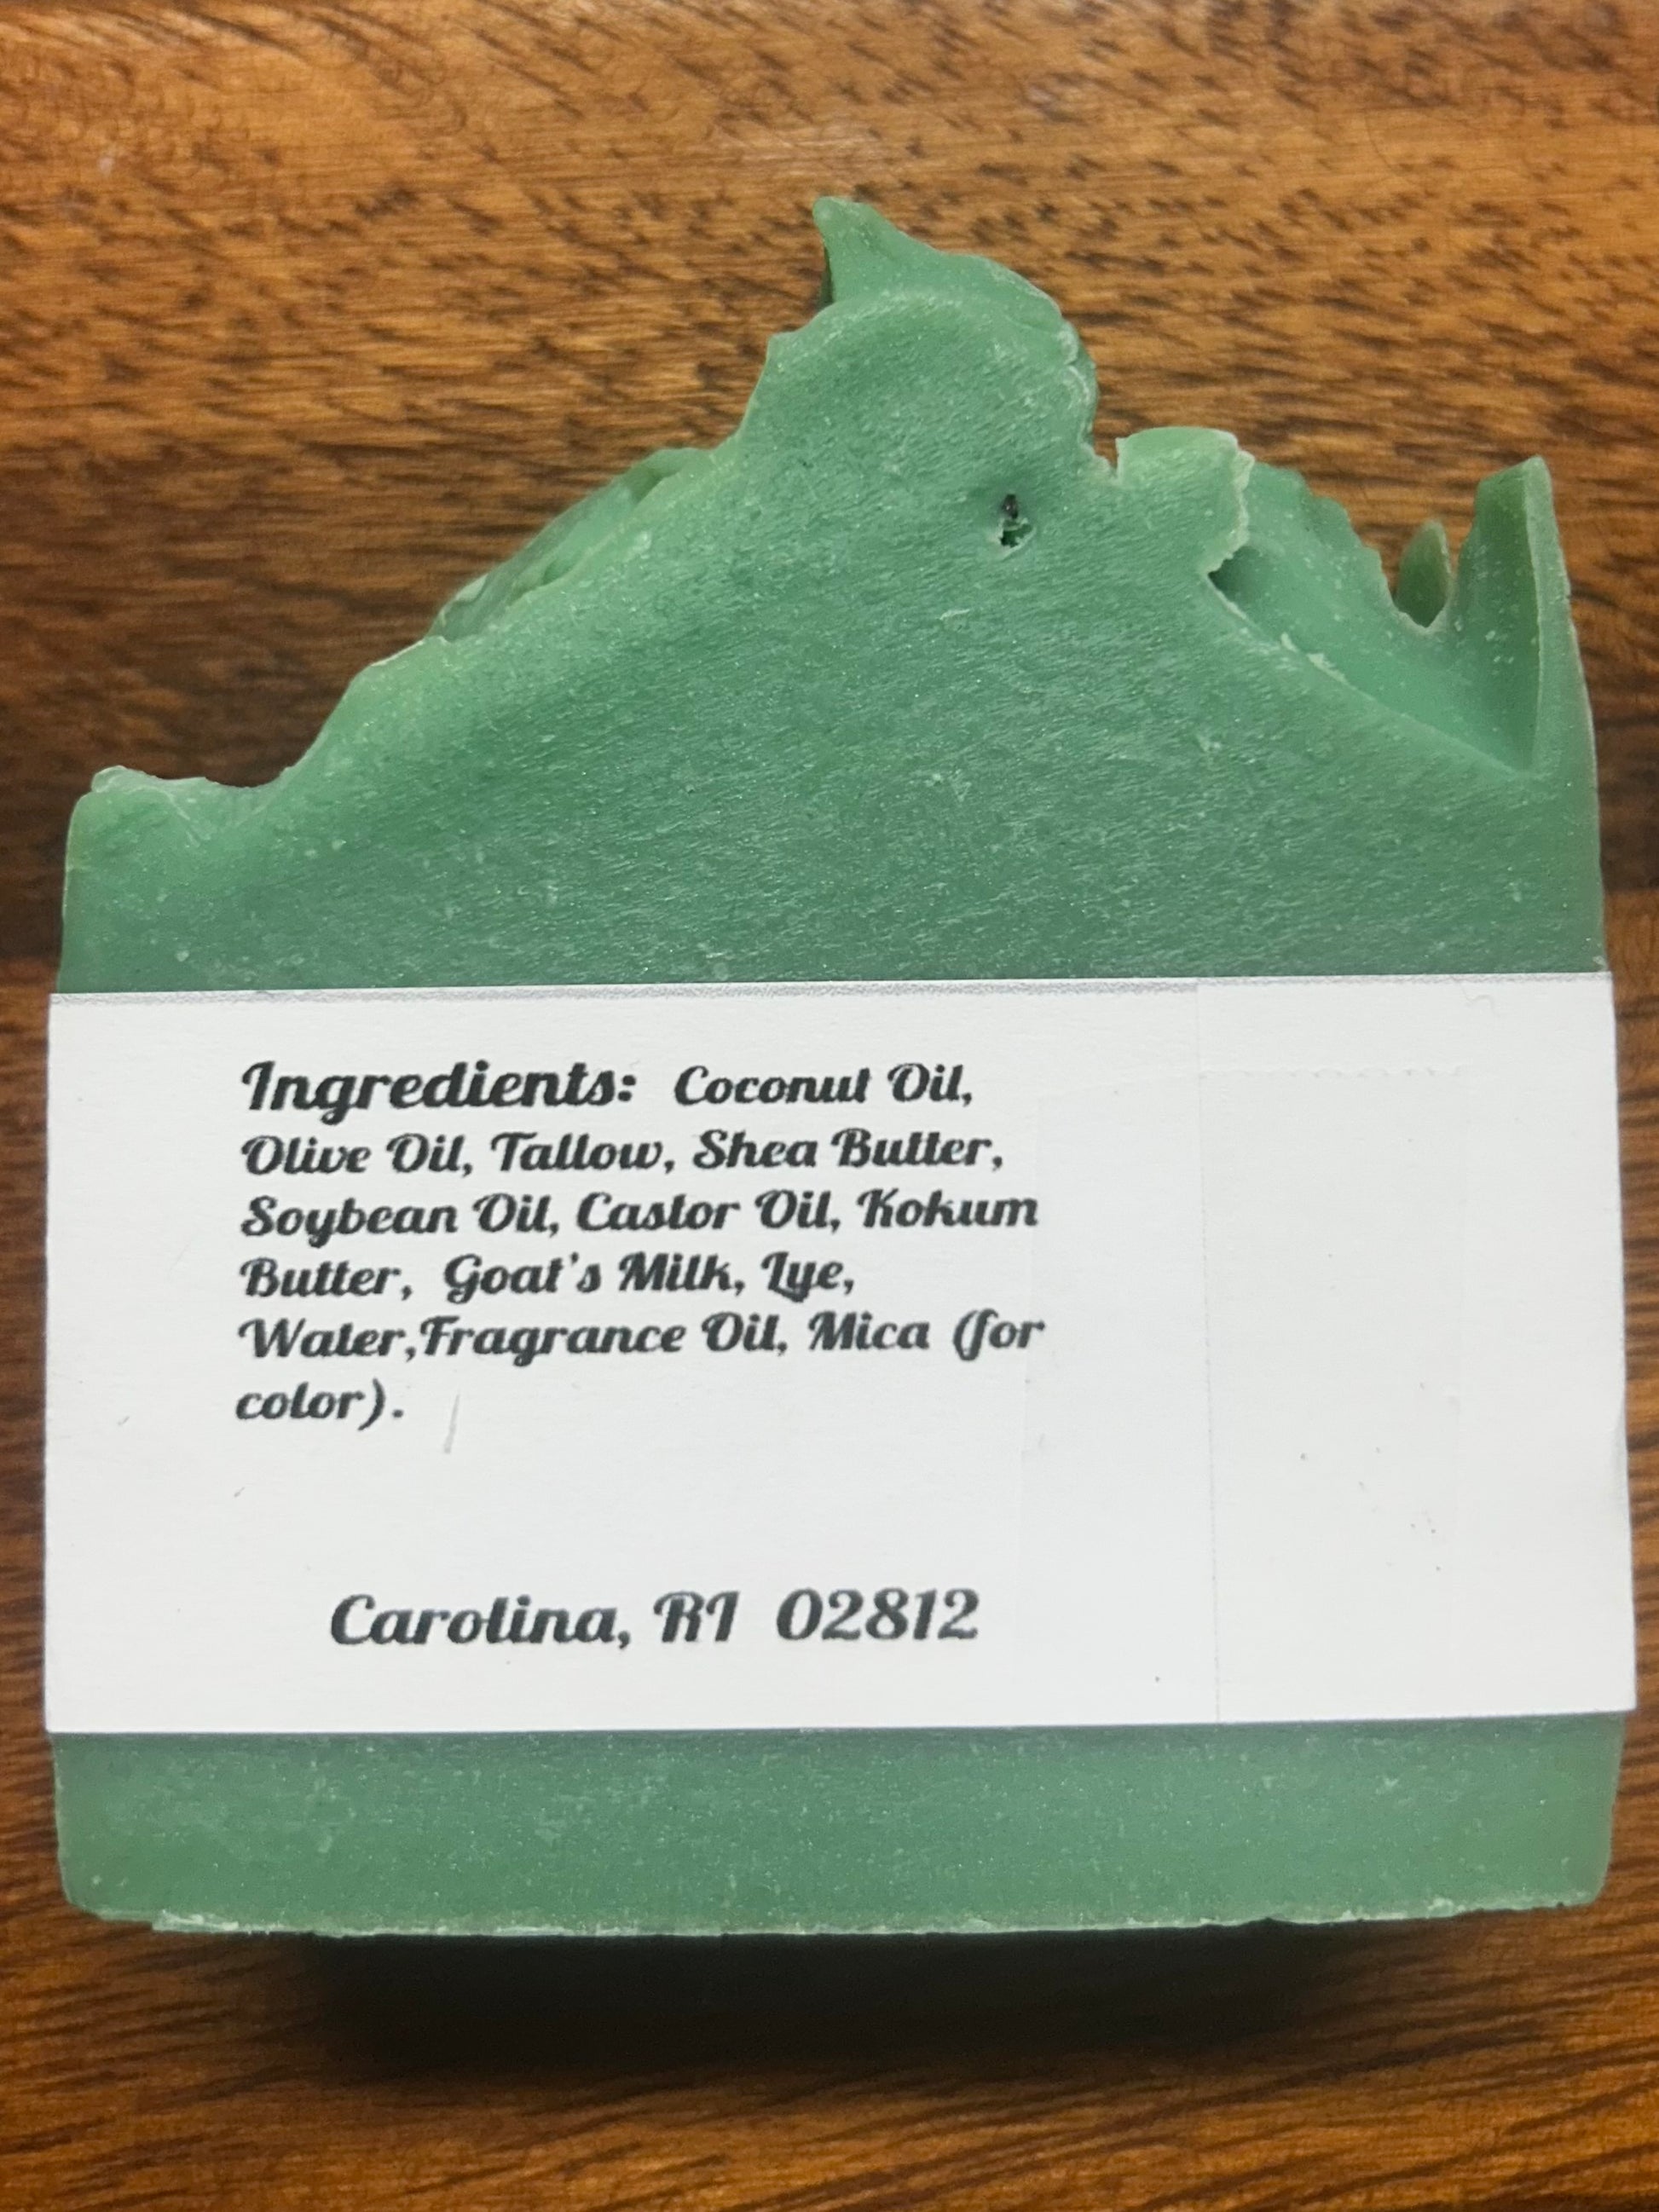 Ingredients:  Coconut Oil,
Olive Oil, Tallow, Shea Butter,
Soybean Oil, Castor Oil, Kokum
Butter,  Goat's Milk, Lye,
Water,Fragrance Oil, Mica (for
color).
Carolina, RI  02812